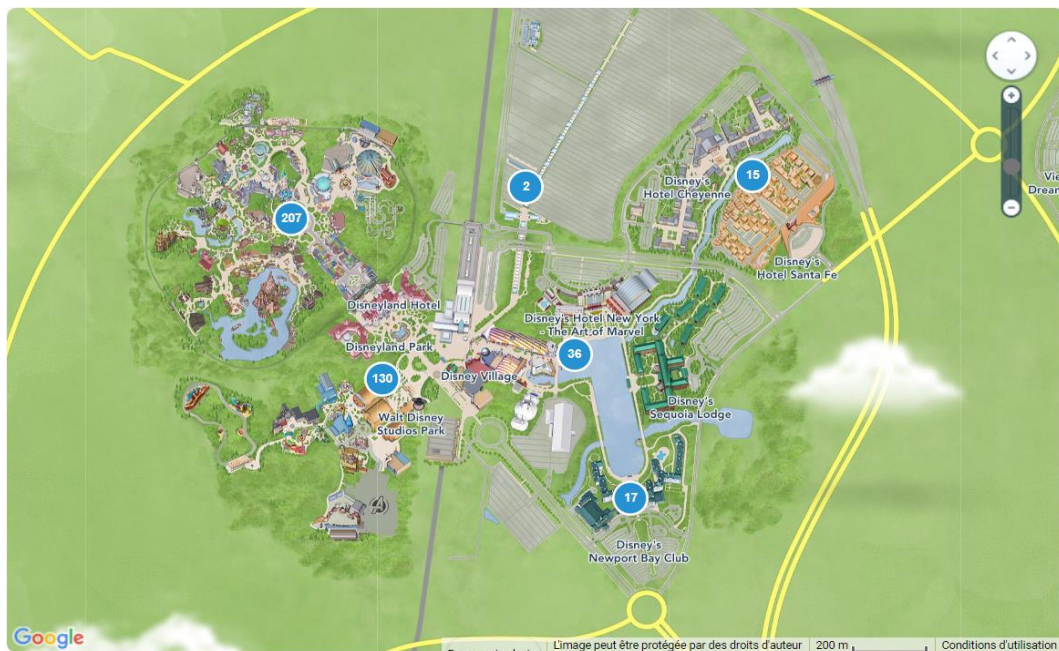 2
15
Disney's
Hotel Cheyenne
Vie
Drean
207
Disney's
Hotel Santa Fe
Disneyland Hotel
Disney's Hotel New York
- The Art of Marvel
Disneyland Park
36
130
Disney Village
Disney's
Sequoia Lodge
Walt Disney
Studios Park
17
Disney's
Newport Bay Club
Google
L'image peut être protégée par des droits d'auteur
200 m
Conditions d'utilisation